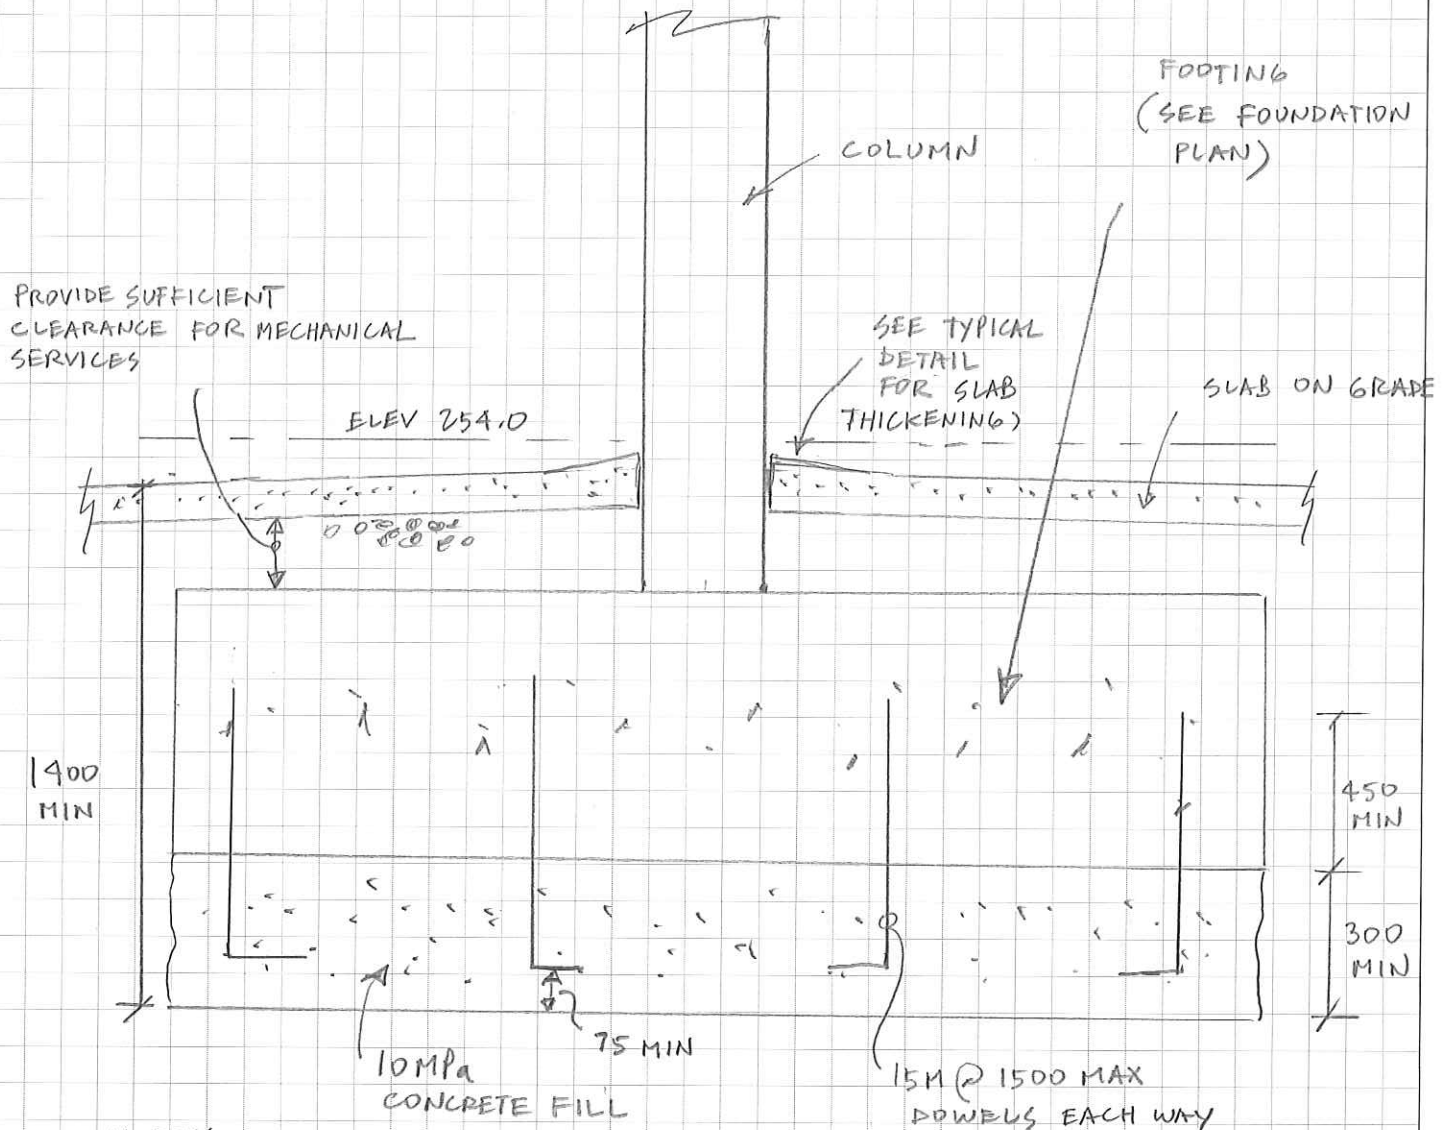 FOOTING
(SEE FOUNDATION
PLAN)
COLUMN
PROVIDE SUFFICIENT
CLEARANCE FOR MECHANICAL
SERVICES
SEE TYPICAL
DETAIL
FOR SLAB
THICKENING)
SLAB ON GRADE
ELEV 254.0
1400
MIN
450
MIN
300
MIN
75 MIN
10MPa
CONCRETE FILL
15M @ 1500 MAX
DOWELS EACH WAY